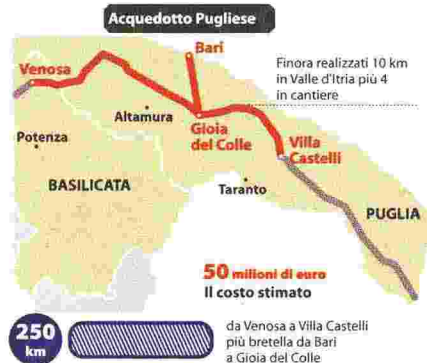 Acquedotto Pugliese
Bari
Venosa
Finora realizzati 10 km
in Valle d'Itria più 4
in cantiere
Altamura
Gioia
del Colle
Potenza
Villa
Castelli
BASILICATA
Taranto
PUGLIA
50 milioni di euro
Il costo stimato
250
km
da Venosa a Villa Castelli
più bretella da Bari
a Gioia del Colle